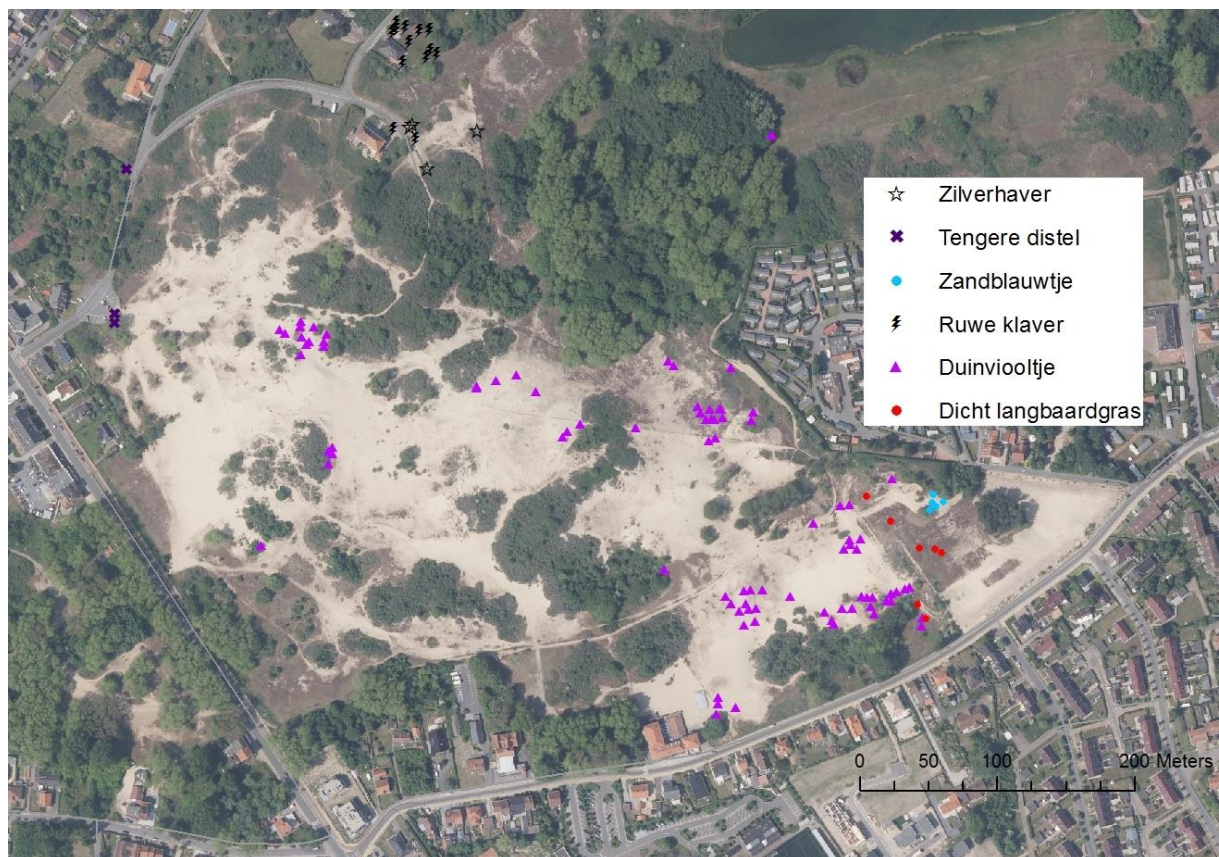 Zilverhaver
Tengere distel
Zandblauwtje
Ruwe klaver
Duinviooltje
Dicht langbaardgras
0 50 100 200 Meters